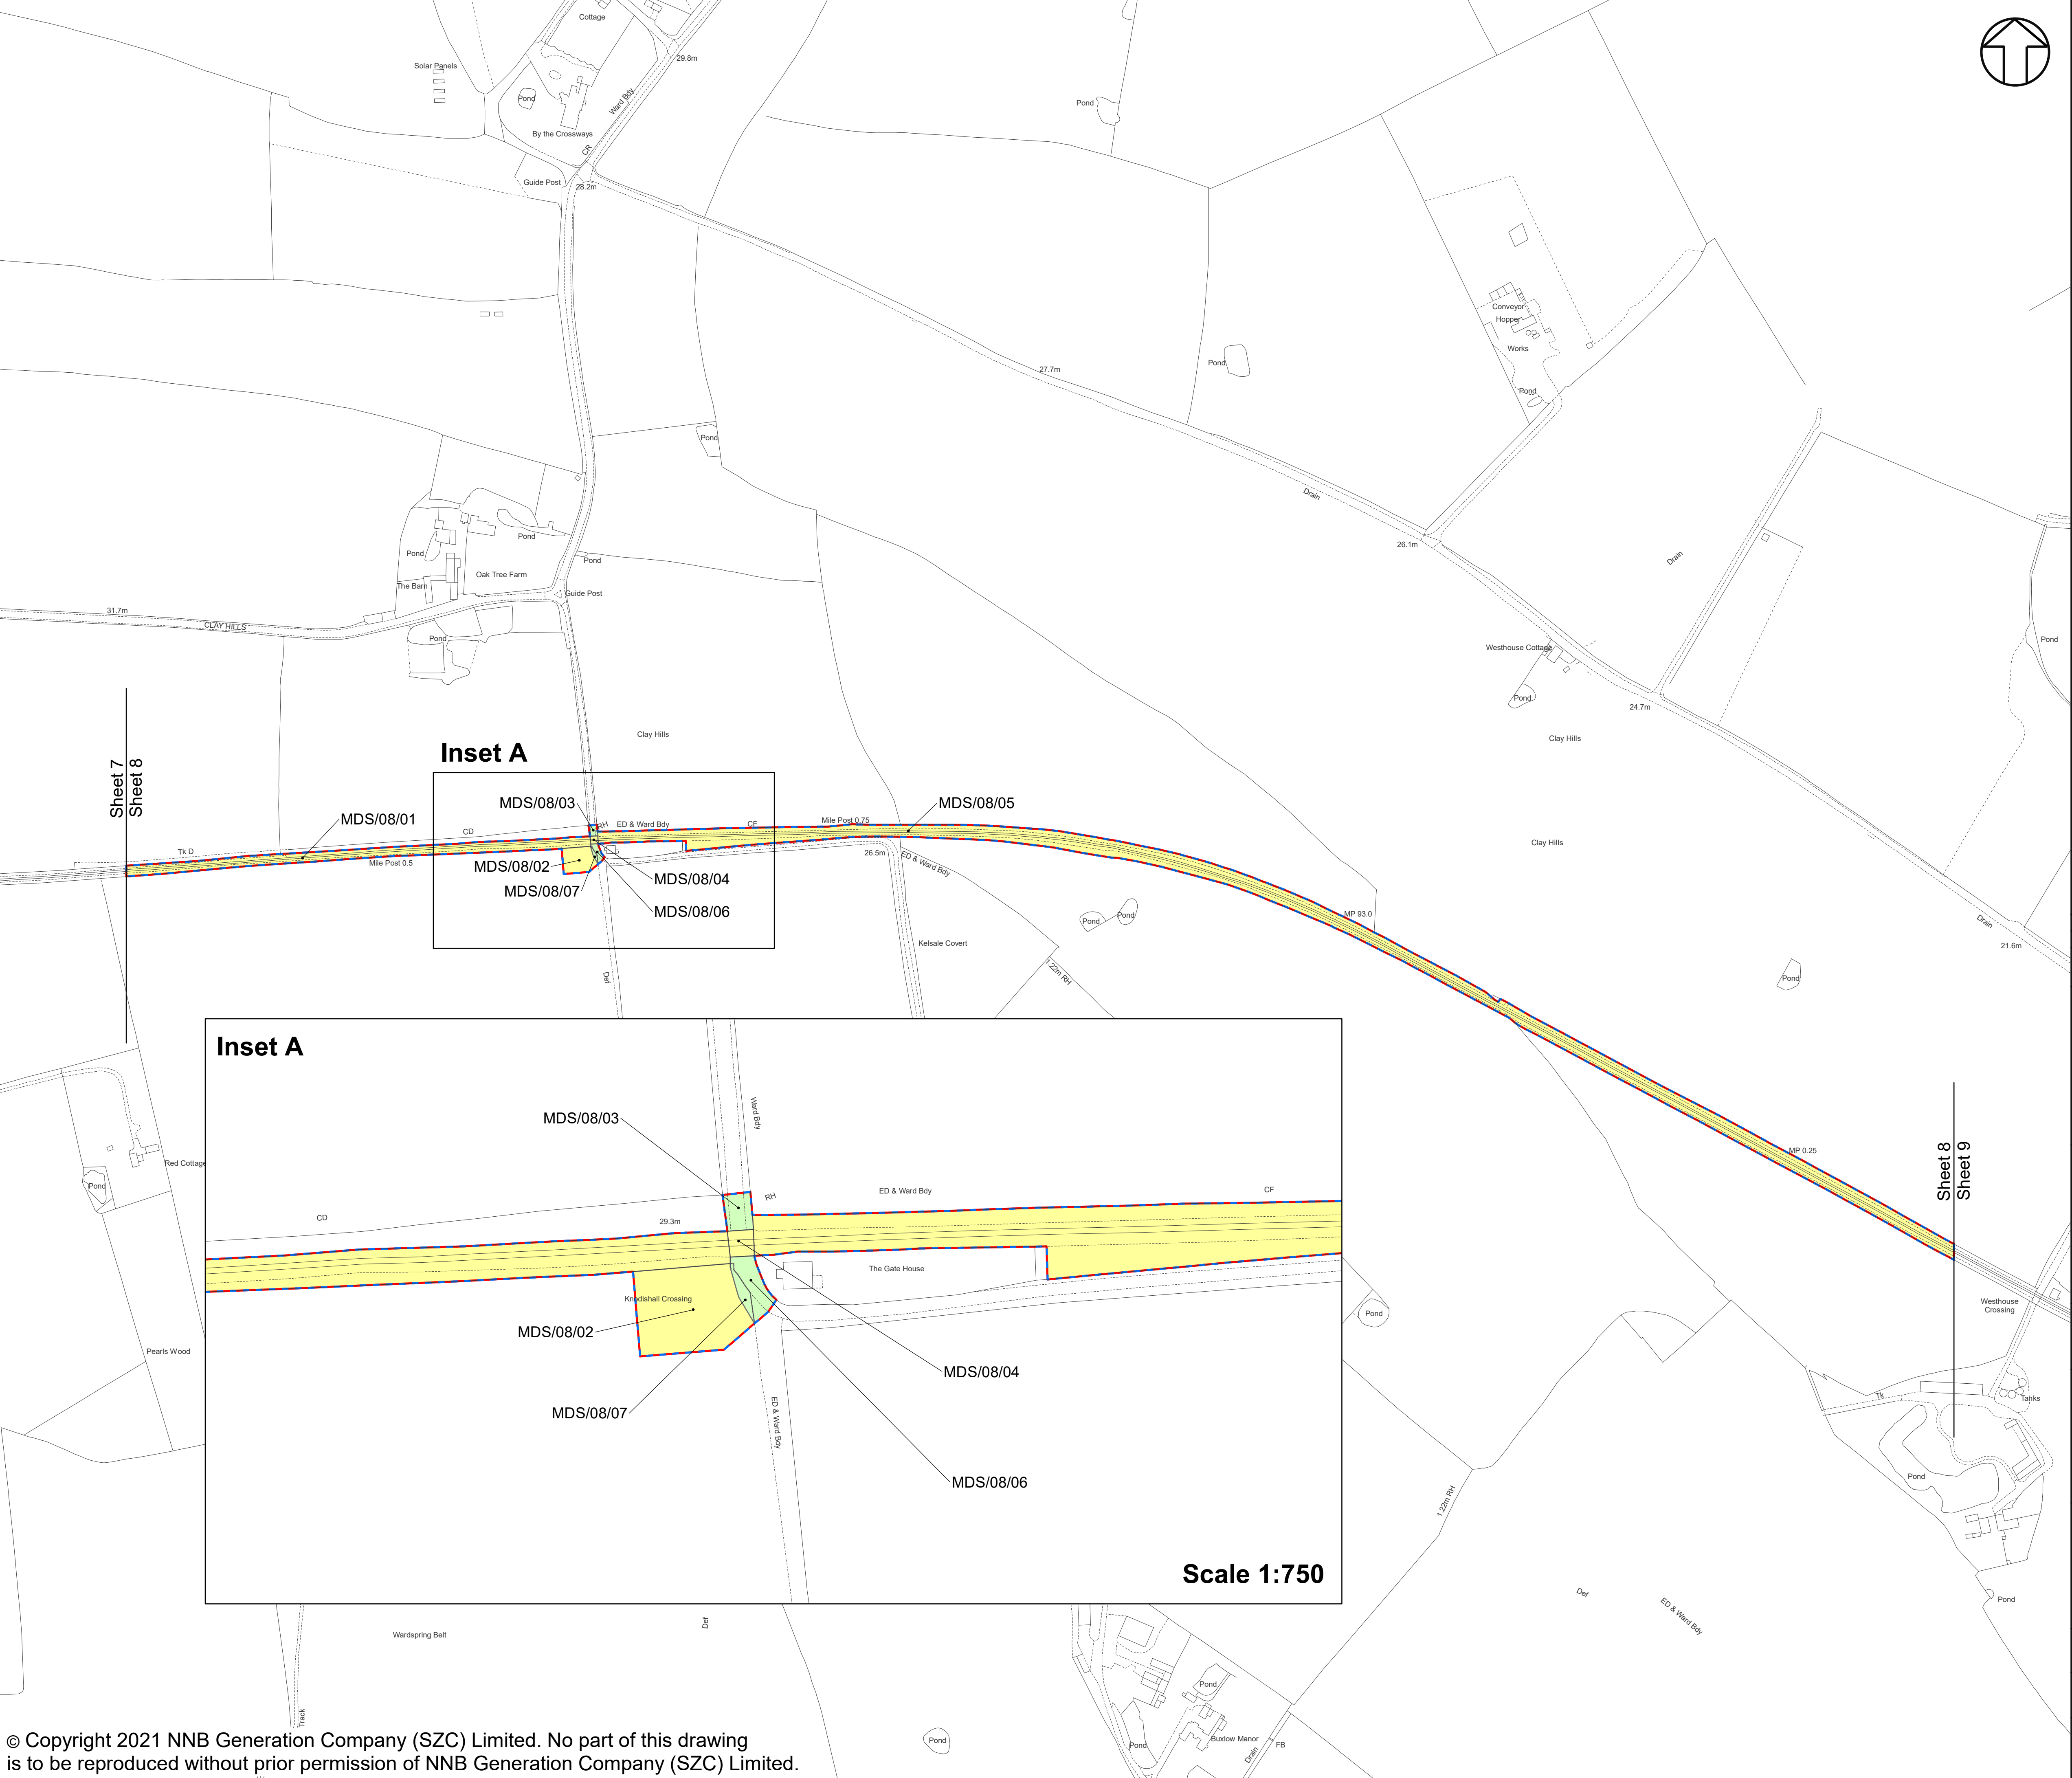 Cottage
29.8m
Solar Panels
Pond
Ward Bdy
Pond
By the Crossways
CR
Guide Post
28.2m
Conveyor
Hopper
Works
Pond
27.7m
Pond
Pond
Drain
26.1m
Pond
Pond
Pond
Drain
Oak Tree Farm
The Barn
Guide Post
31.7m
CLAY HILLS
Pond
Pond
Westhouse Cottage
Pond
24.7m
Clay Hills
Clay Hills
Inset A
Sheet 7
Sheet 8
MDS/08/03
MDS/08/05
MDS/08/01
RH
ED & Ward Bdy
CF
Mile Post 0.75
CD
Tk D
Mile Post 0.5
26.5m
ED & Ward Bdy
Clay Hills
MDS/08/02
MDS/08/04
MDS/08/07
MDS/08/06
MP 93.0
Pond
Pond
Drain
21.6m
Kelsale Covert
Def
1.22m RH
Pond
Inset A
MDS/08/03
Ward Bdy
MP 0.25
Sheet 8
Sheet 9
Red Cottage
Pond
RH
ED & Ward Bdy
CF
CD
29.3m
The Gate House
Knodishall Crossing
MDS/08/02
Pond
Westhouse
Crossing
Pearls Wood
MDS/08/04
MDS/08/07
ED & Ward Bdy
Tk
Tanks
MDS/08/06
Pond
1.22m RH
Scale 1:750
Def
ED & Ward Bdy
Pond
Wardspring Belt
Def
Pond
Track
Pond
Pond
Buxlow Manor
FB
Drain
© Copyright 2021 NNB Generation Company (SZC) Limited. No part of this drawing
is to be reproduced without prior permission of NNB Generation Company (SZC) Limited.